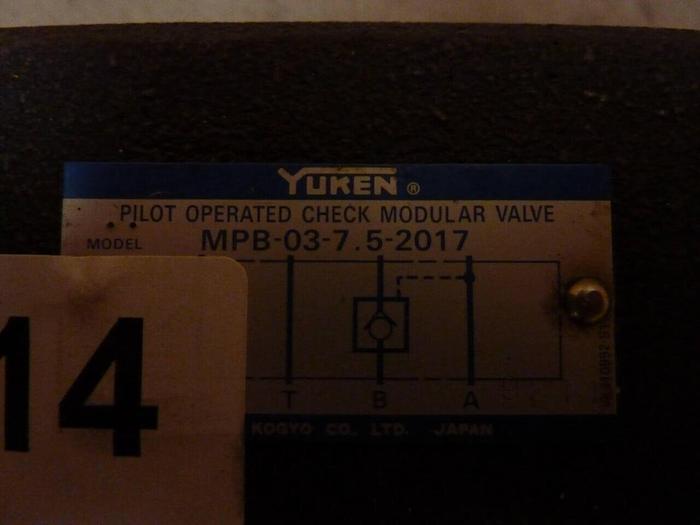 YUKEN ®
PILOT OPERATED CHECK MODULAR VALVE
MODEL MPB-03-7.5-2017
14
T B A
KOGYO CO., LTD. JAPAN